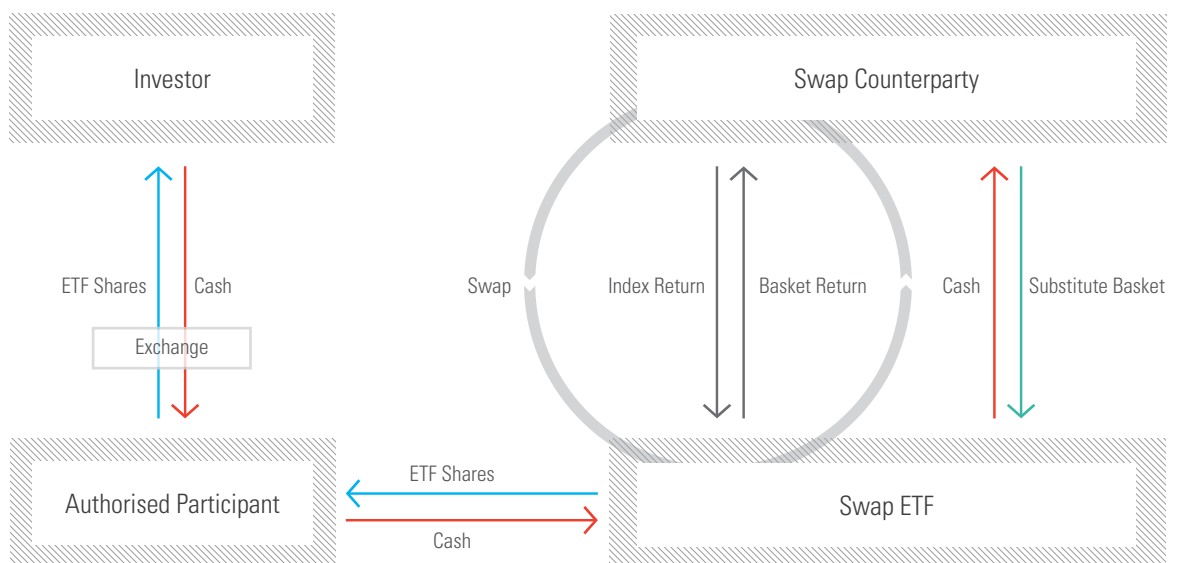 Investor
Swap Counterparty
ETF Shares
Cash
Swap
Index Return
Basket Return
Cash
Substitute Basket
Exchange
ETF Shares
Authorised Participant
Swap ETF
Cash